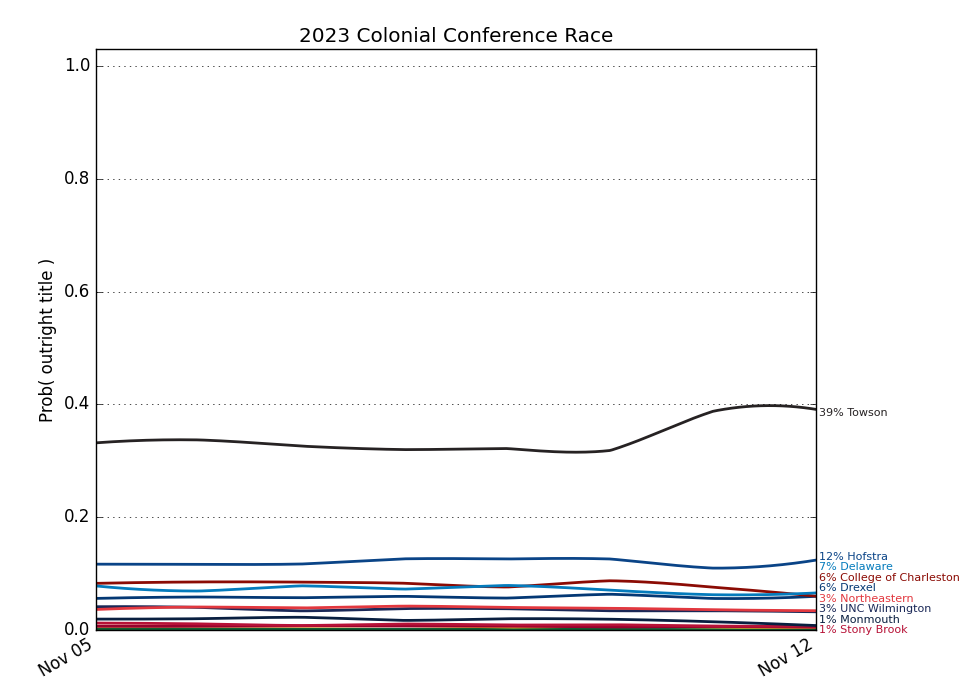 2023 Colonial Conference Race
1.0
0.8
0.6
0.4
0.2
0.0
Prob( outright title )
Nov 05
Nov 12
39% Towson
12% Hofstra
7% Delaware
6% College of Charleston
6% Drexel
% Northeastern
3% UNC Wilmington
1% Monmouth
1% Stony Brook